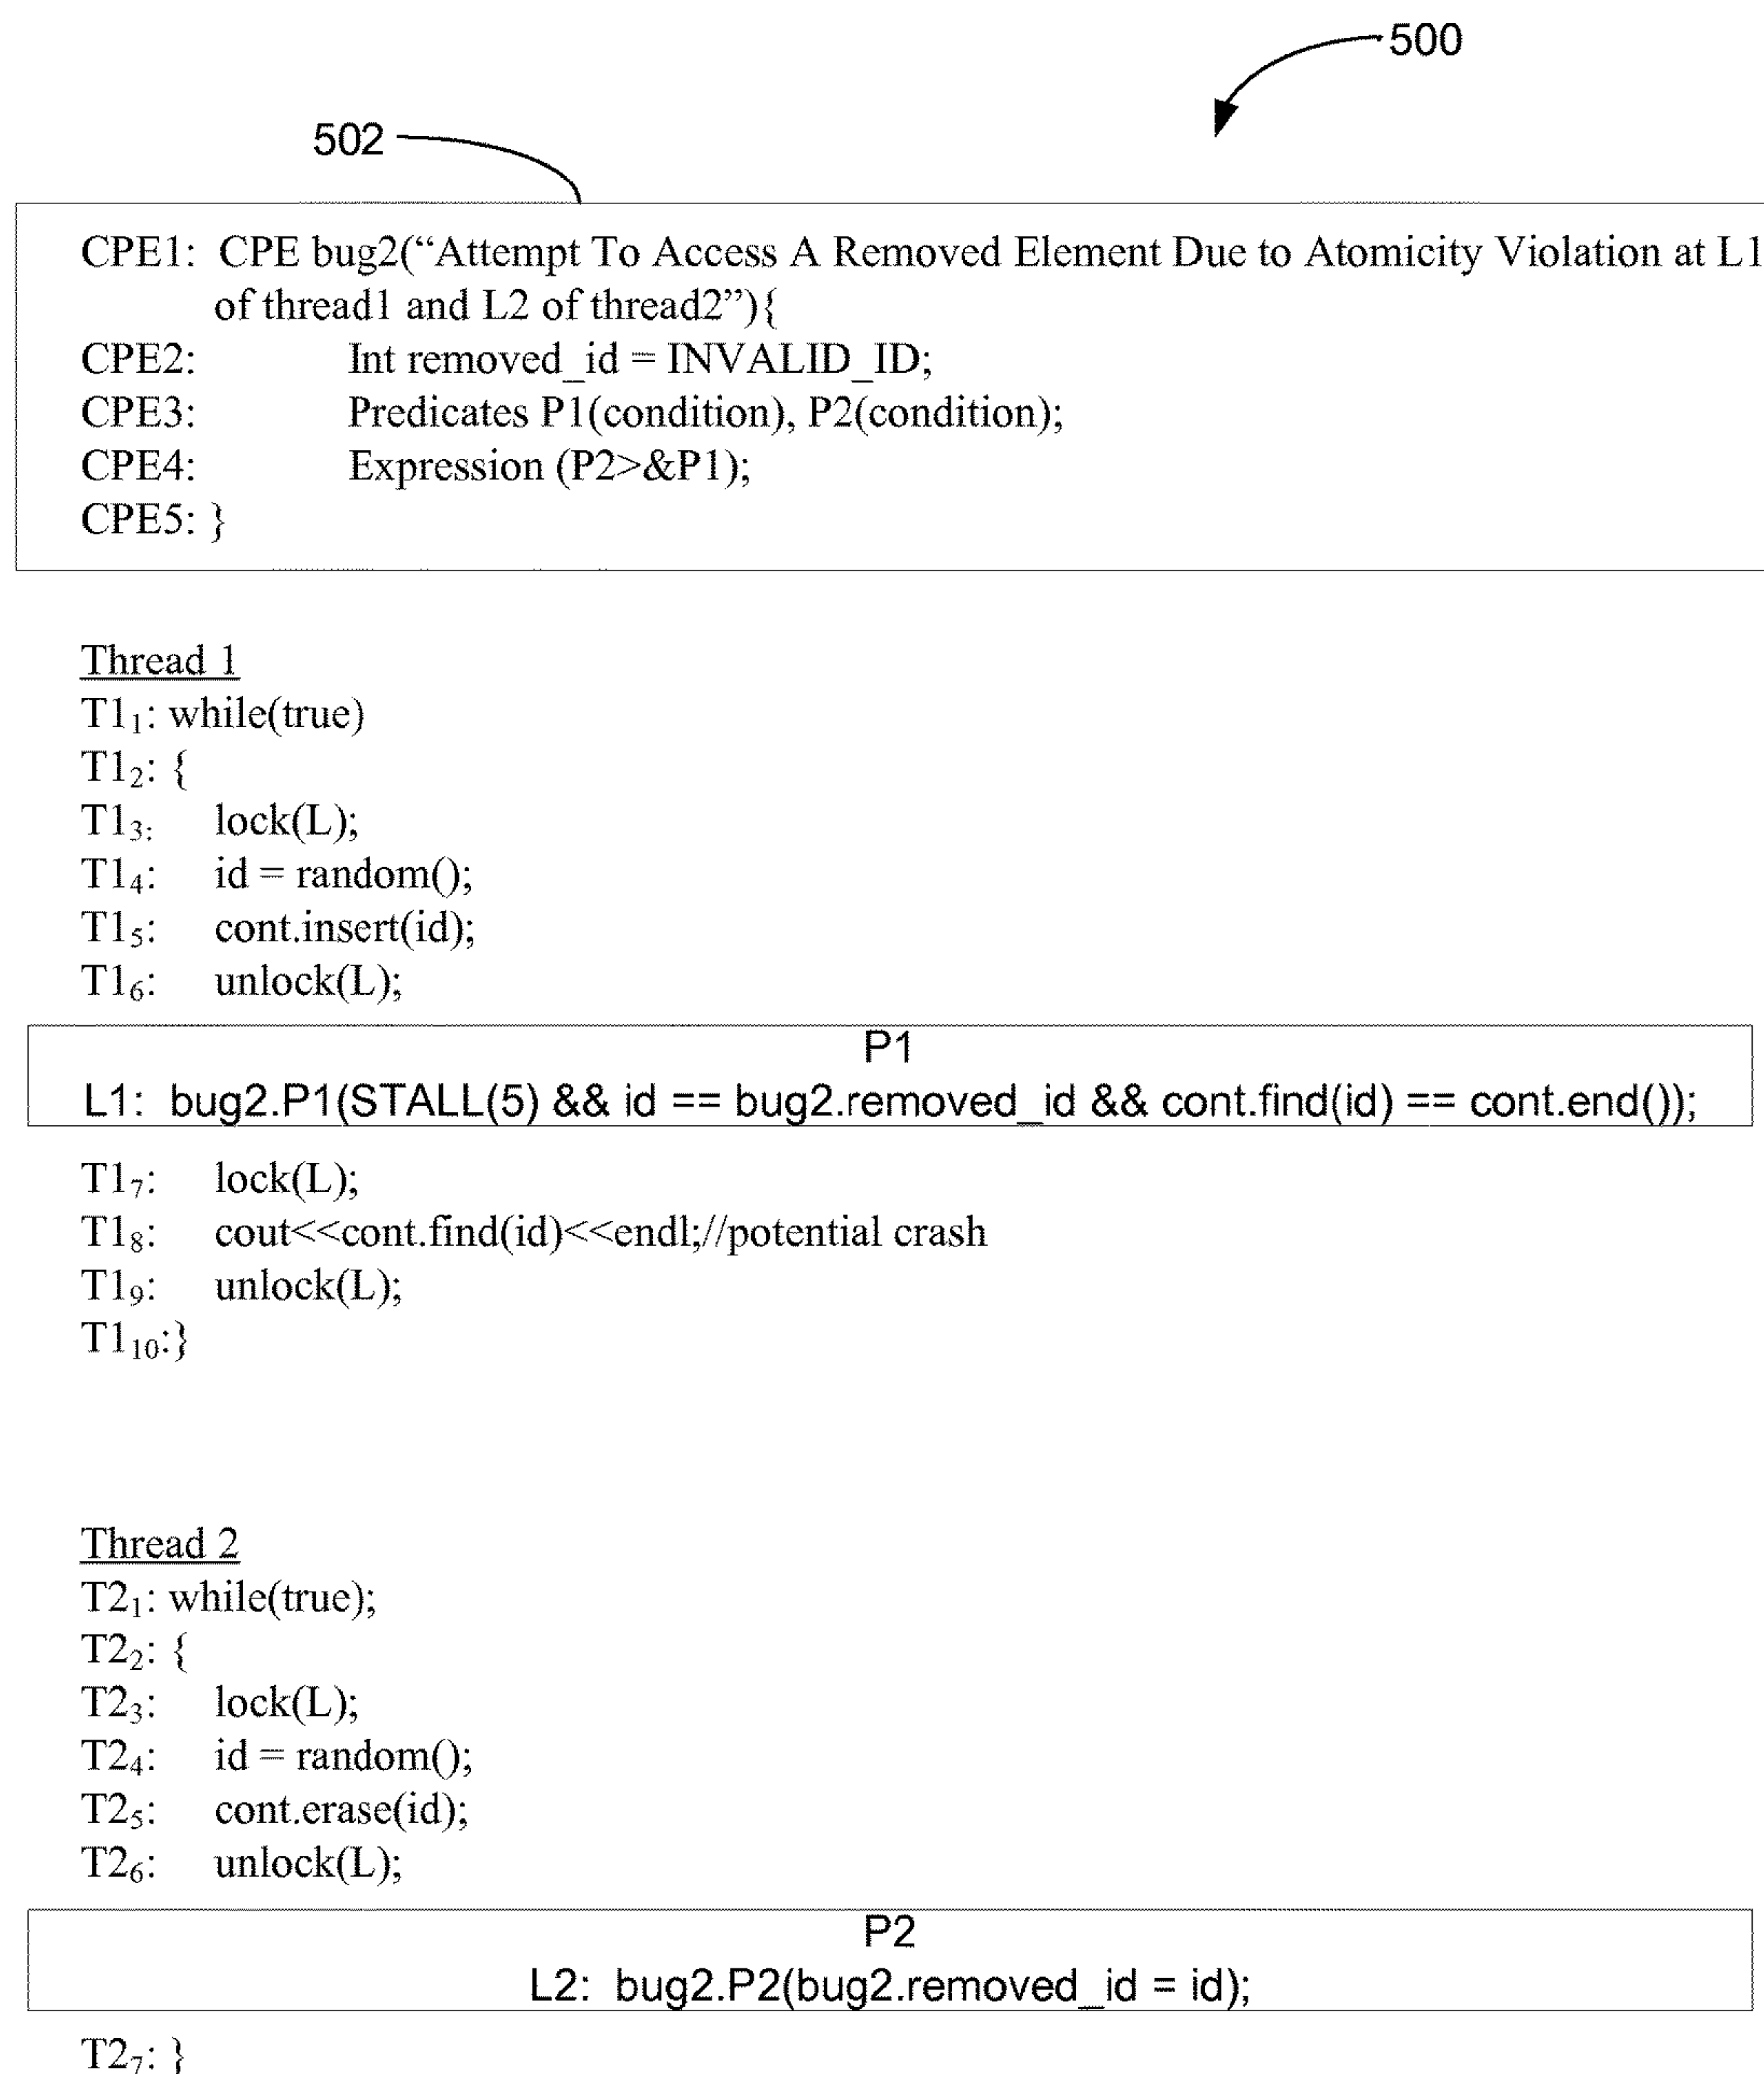 500
502
CPE1: CPE bug2(“Attempt To Access A Removed Element Due to Atomicity Violation at L1
of thread1 and L2 of thread2”){
CPE2: Int removed_id = INVALID_ID;
CPE3: Predicates P1(condition), P2(condition);
CPE4: Expression (P2>&P1);
CPE5: }
Thread 1
T1₁: while(true)
T1₂: {
T1₃: lock(L);
T1₄: id = random();
T1₅: cont.insert(id);
T1₆: unlock(L);
P1
L1: bug2.P1(STALL(5) && id == bug2.removed_id && cont.find(id) == cont.end());
T1₇: lock(L);
T1₈: cout<<cont.find(id)<<endl;//potential crash
T1₉: unlock(L);
T1₁₀:}
Thread 2
T2₁: while(true);
T2₂: {
T2₃: lock(L);
T2₄: id = random();
T2₅: cont.erase(id);
T2₆: unlock(L);
P2
L2: bug2.P2(bug2.removed_id = id);
T2₇: }